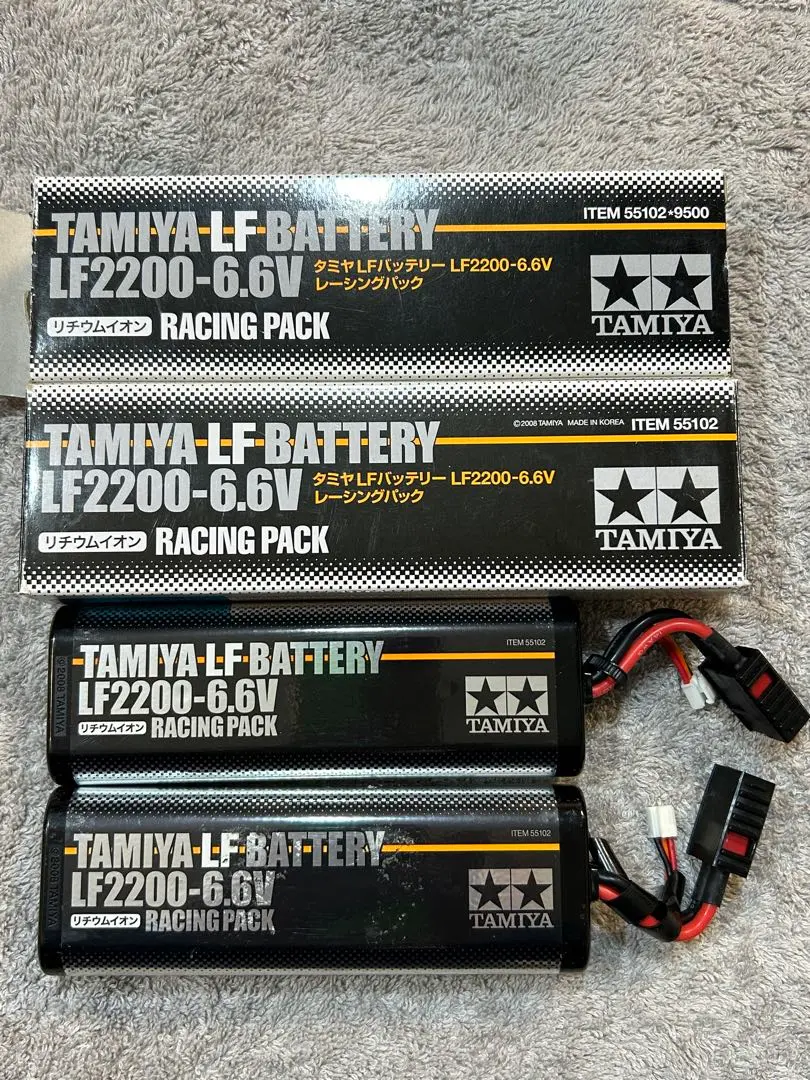 TAMIYA LF BATTERY
LF2200-6.6V
タミヤLFバッテリー LF2200-6.6V
レーシングパック
リチウムイオン RACING PACK
ITEM 55102*9500
TAMIYA
TAMIYA LF BATTERY
LF2200-6.6V
タミヤLFバッテリー LF2200-6.6V
レーシングパック
リチウムイオン RACING PACK
©2008 TAMIYA MADE IN KOREA ITEM 55102
TAMIYA
©2008 TAMIYA
TAMIYA LF BATTERY
LF2200-6.6V
リチウムイオン RACING PACK
ITEM 55102
TAMIYA
©2008 TAMIYA
TAMIYA LF BATTERY
LF2200-6.6V
リチウムイオン RACING PACK
ITEM 55102
TAMIYA